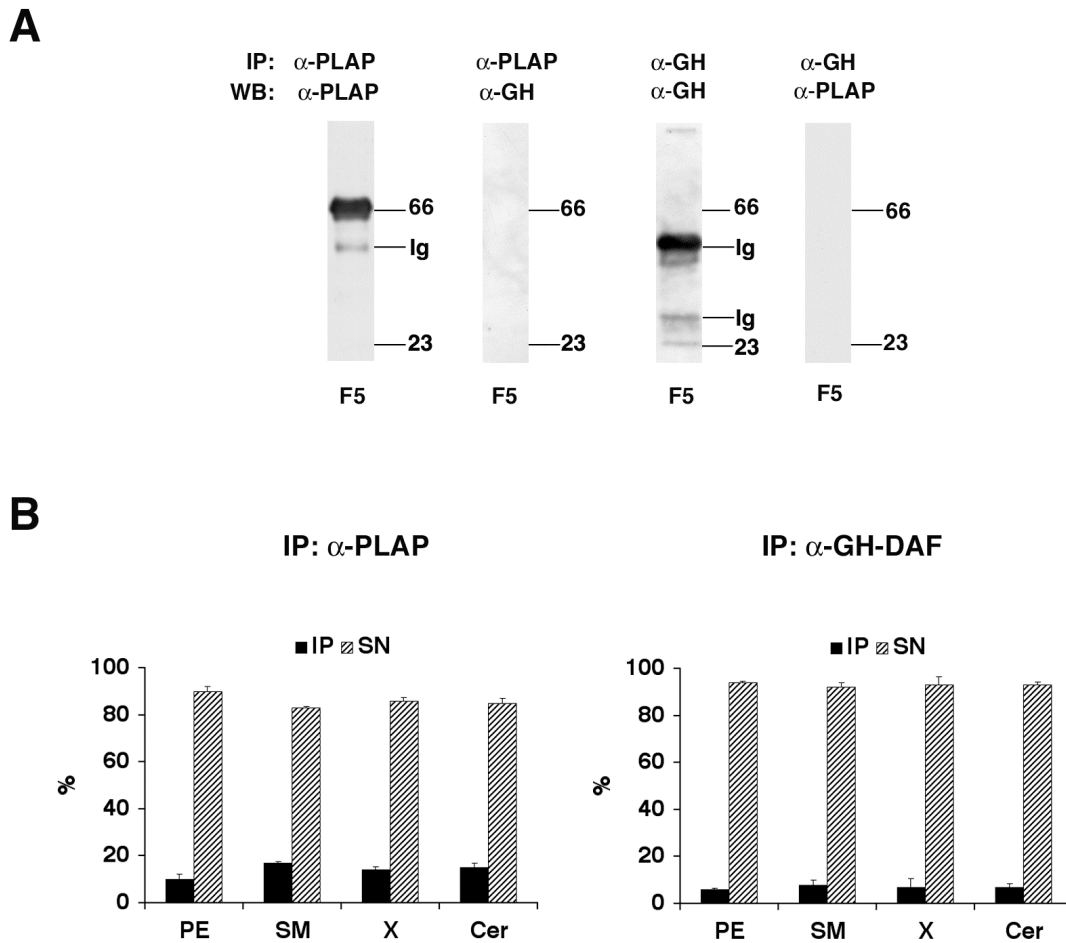 A
IP: α-PLAP α-PLAP α-GH α-GH
WB: α-PLAP α-GH α-GH α-PLAP
66 66 66 66
Ig Ig
Ig
23 23 23 23
F5 F5 F5 F5
B
IP: α-PLAP
IP SN
100
80
60
40
20
0
%
PE SM X Cer
IP: α-GH-DAF
IP SN
100
80
60
40
20
0
%
PE SM X Cer